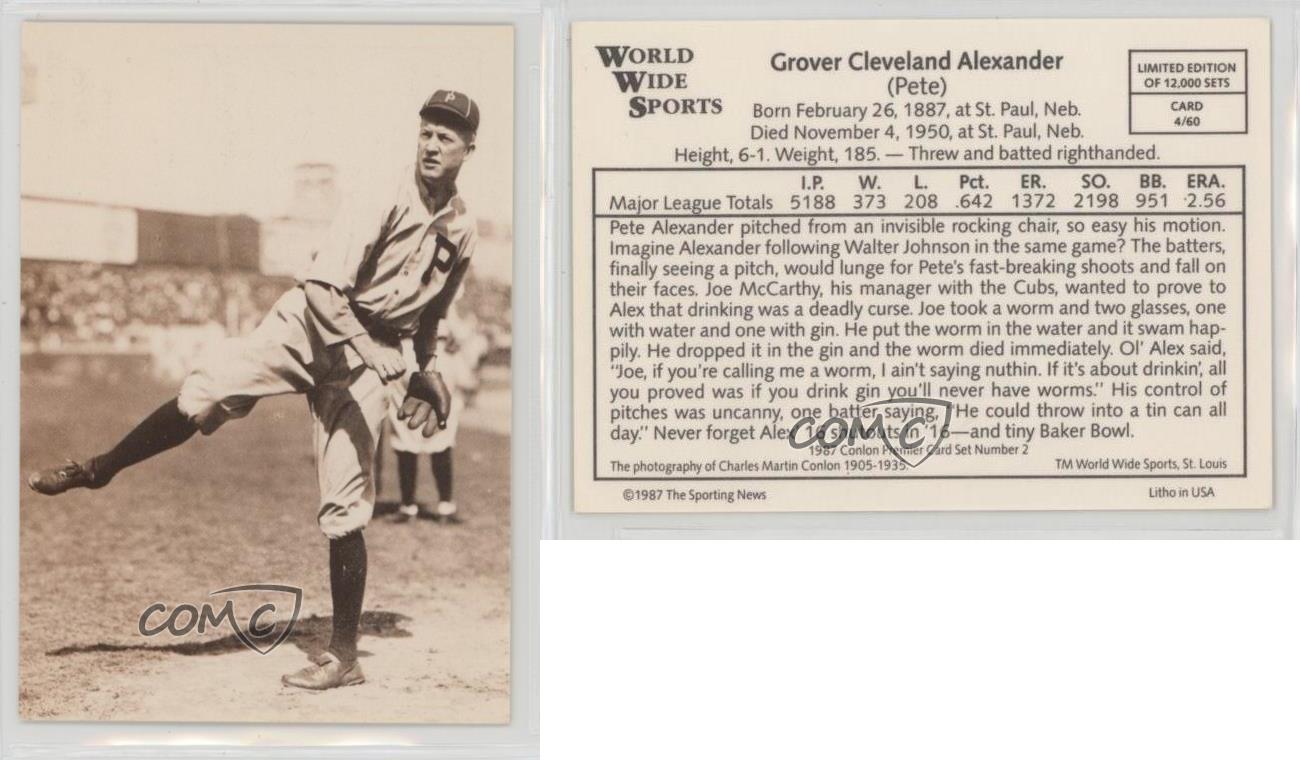 P
P
COMC
WORLD
WIDE
SPORTS
Grover Cleveland Alexander
(Pete)
Born February 26, 1887, at St. Paul, Neb.
Died November 4, 1950, at St. Paul, Neb.
Height, 6-1. Weight, 185. — Threw and batted righthanded.
LIMITED EDITION
OF 12,000 SETS
CARD
4/60
I.P. W. L. Pct. ER. SO. BB. ERA.
Major League Totals 5188 373 208 .642 1372 2198 951 2.56
Pete Alexander pitched from an invisible rocking chair, so easy his motion.
Imagine Alexander following Walter Johnson in the same game? The batters,
finally seeing a pitch, would lunge for Pete's fast-breaking shoots and fall on
their faces. Joe McCarthy, his manager with the Cubs, wanted to prove to
Alex that drinking was a deadly curse. Joe took a worm and two glasses, one
with water and one with gin. He put the worm in the water and it swam hap-
pily. He dropped it in the gin and the worm died immediately. Ol' Alex said,
"Joe, if you're calling me a worm, I ain't saying nuthin. If it's about drinkin', all
you proved was if you drink gin you'll never have worms." His control of
pitches was uncanny, one batter saying, "He could throw into a tin can all
day." Never forget Alex' 16 shutouts in '16—and tiny Baker Bowl.
COMC
1987 Conlon Premier Card Set Number 2
The photography of Charles Martin Conlon 1905-1935. TM World Wide Sports, St. Louis
©1987 The Sporting News Litho in USA